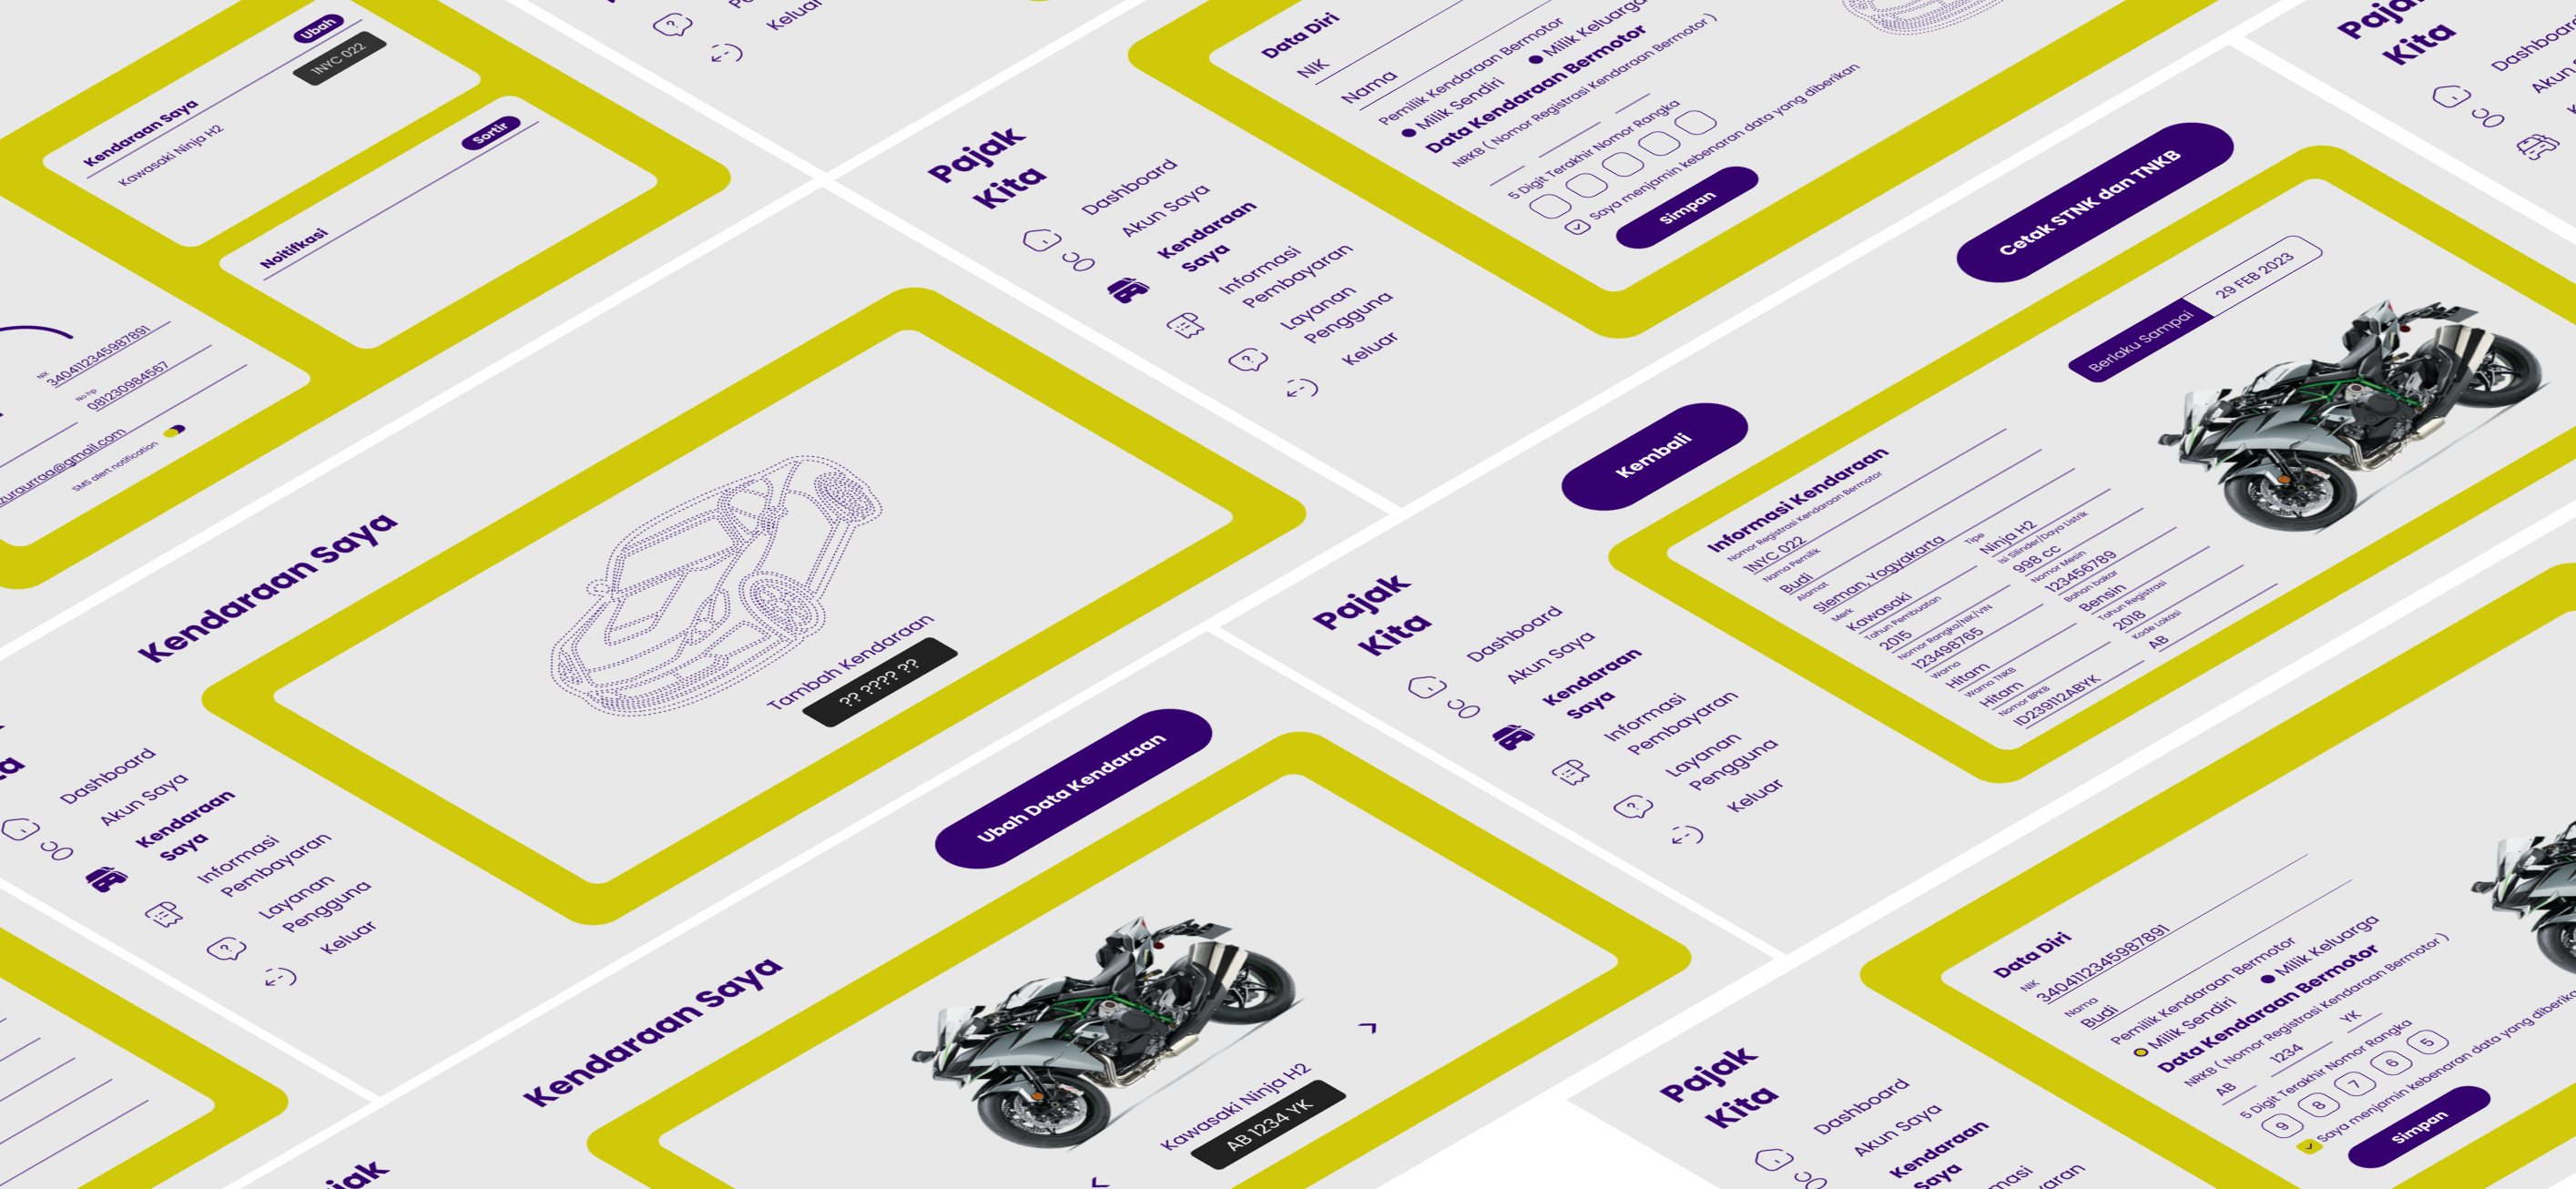 Ubah
1NYC 022
Kendaraan Saya
Kawasaki Ninja H2
Sortir
Noitifkasi
NIK
3404112345987891
No hp
081230984567
zuraurraa@gmail.com
SMS alert notification
Keluar
Kendaraan Saya
Tambah Kendaraan
?? ???? ??
Dashboard
Akun Saya
Kendaraan
Saya
Informasi
Pembayaran
Layanan
Pengguna
Keluar
Pajak
Kita
Dashboard
Akun Saya
Kendaraan
Saya
Informasi
Pembayaran
Layanan
Pengguna
Keluar
Data Diri
NIK
Nama
Pemilik Kendaraan Bermotor
Milik Sendiri
Milik Keluarga
Data Kendaraan Bermotor
NRKB ( Nomor Registrasi Kendaraan Bermotor )
5 Digit Terakhir Nomor Rangka
Saya menjamin kebenaran data yang diberikan
Simpan
Ubah Data Kendaraan
Kendaraan Saya
Kawasaki Ninja H2
AB 1234 YK
Kembali
Cetak STNK dan TNKB
Berlaku Sampai
29 FEB 2023
Pajak
Kita
Dashboard
Akun Saya
Kendaraan
Saya
Informasi
Pembayaran
Layanan
Pengguna
Keluar
Informasi Kendaraan
Nomor Registrasi Kendaraan Bermotor
1NYC 022
Nama Pemilik
Budi
Alamat
Sleman, Yogyakarta
Merk
Kawasaki
Tipe
Ninja H2
Tahun Pembuatan
2015
Isi Silinder/Daya Listrik
998 cc
Nomor Rangka/NIK/VIN
123498765
Nomor Mesin
123456789
Warna
Hitam
Bahan bakar
Bensin
Warna TNKB
Hitam
Tahun Registrasi
2018
Nomor BPKB
ID239112ABYK
Kode Lokasi
AB
Pajak
Kita
Dashboard
Akun Saya
Kendaraan
Saya
Data Diri
NIK
3404112345987891
Nama
Budi
Pemilik Kendaraan Bermotor
Milik Sendiri
Milik Keluarga
Data Kendaraan Bermotor
NRKB ( Nomor Registrasi Kendaraan Bermotor )
AB
1234
YK
5 Digit Terakhir Nomor Rangka
9 8 7 6 5
Saya menjamin kebenaran data yang
Simpan
Kita
Dashboard